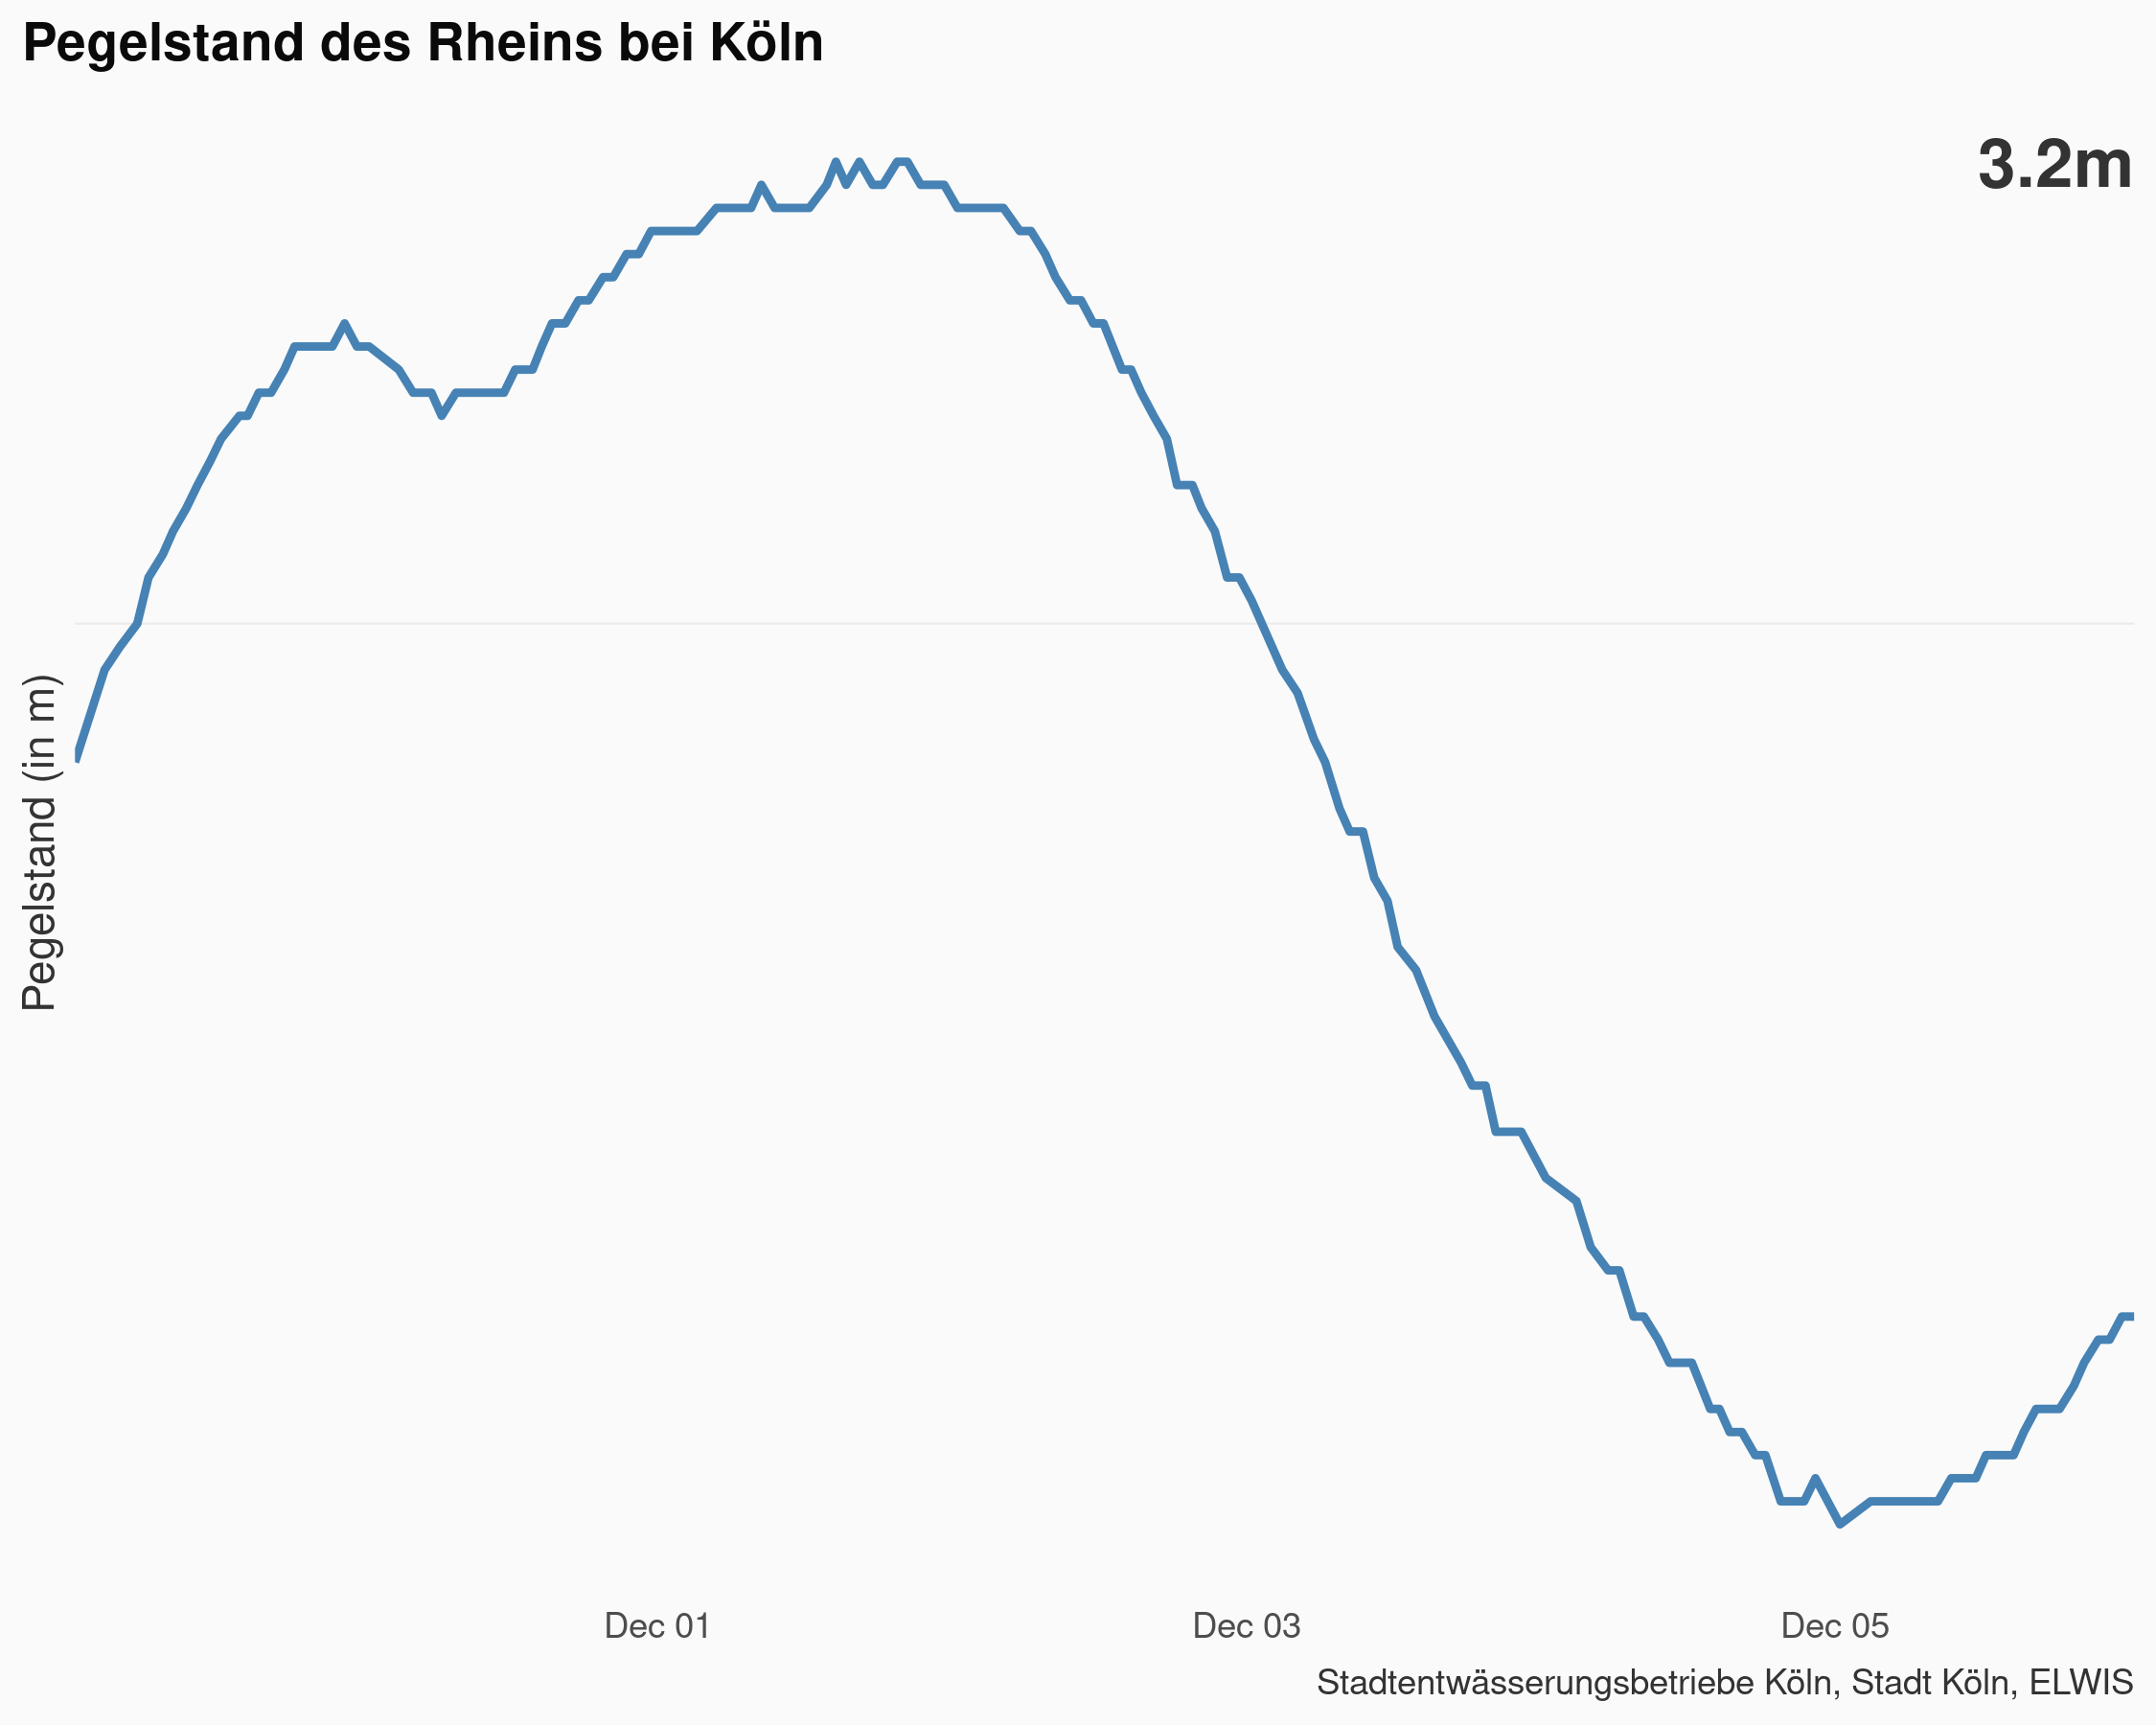 Pegelstand des Rheins bei Köln
3.2m
Pegelstand (in m)
Dec 01
Dec 03
Dec 05
Stadtentwässerungsbetriebe Köln, Stadt Köln, ELWIS